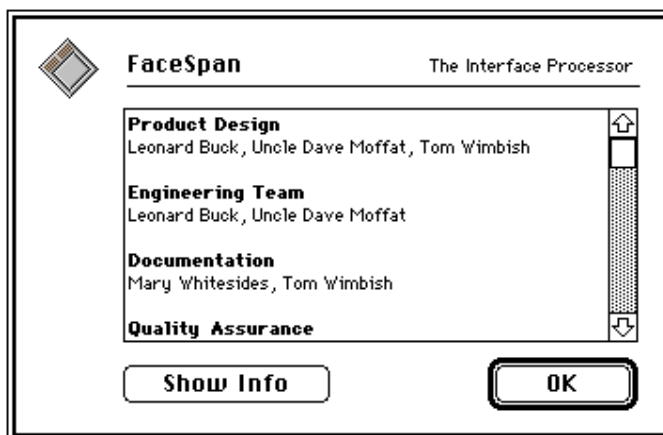 FaceSpan
The Interface Processor
Product Design
Leonard Buck, Uncle Dave Moffat, Tom Wimbish
Engineering Team
Leonard Buck, Uncle Dave Moffat
Documentation
Mary Whitesides, Tom Wimbish
Quality Assurance
Show Info
OK